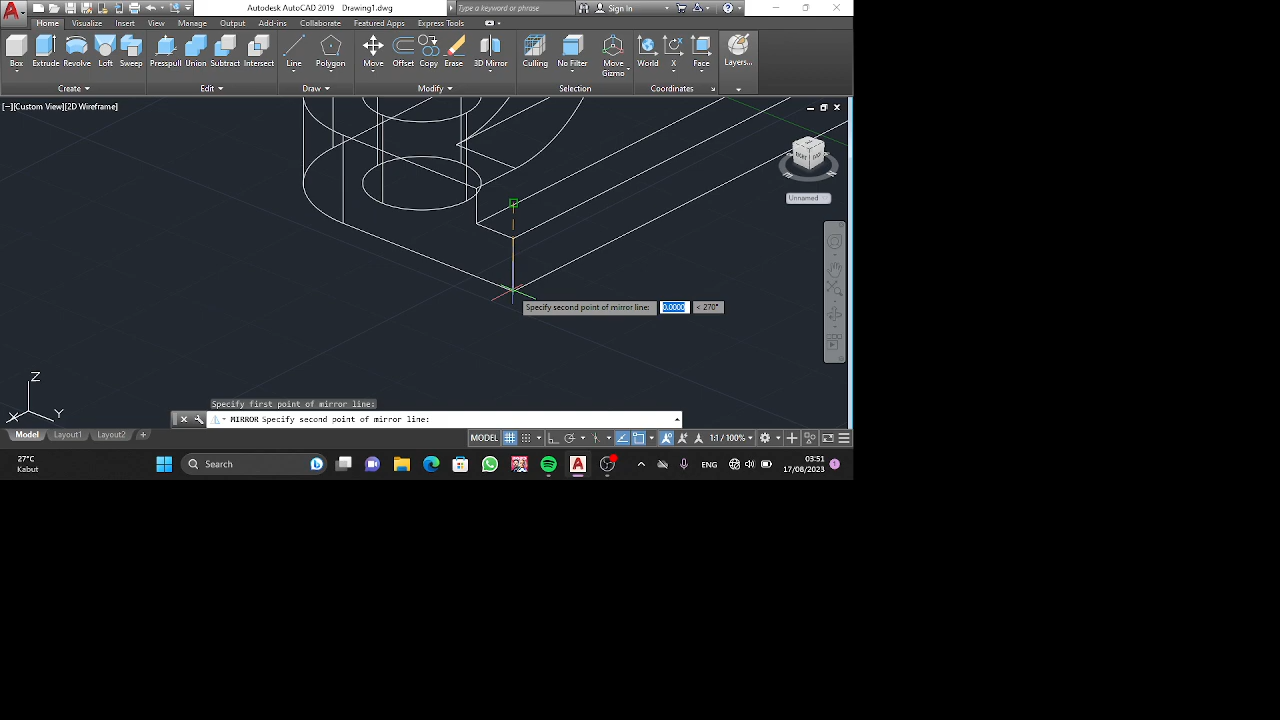 Autodesk AutoCAD 2019 Drawing1.dwg
Type a keyword or phrase
Sign In
Home Visualize Insert View Manage Output Add-ins Collaborate Featured Apps Express Tools
Box Extrude Revolve Loft Sweep Presspull Union Subtract Intersect Line Polygon Move Offset Copy Erase 3D Mirror Culling No Filter Move Gizmo World X Face Layers...
Create Edit Draw Modify Selection Coordinates
[−][Custom View][2D Wireframe]
RIGHT
Unnamed
Specify second point of mirror line: 0.0000 < 270°
Z
X Y
Specify first point of mirror line:
MIRROR Specify second point of mirror line:
Model Layout1 Layout2 +
MODEL 1:1 / 100%
27°C
Kabut
Search
ENG
03:51
17/08/2023
1